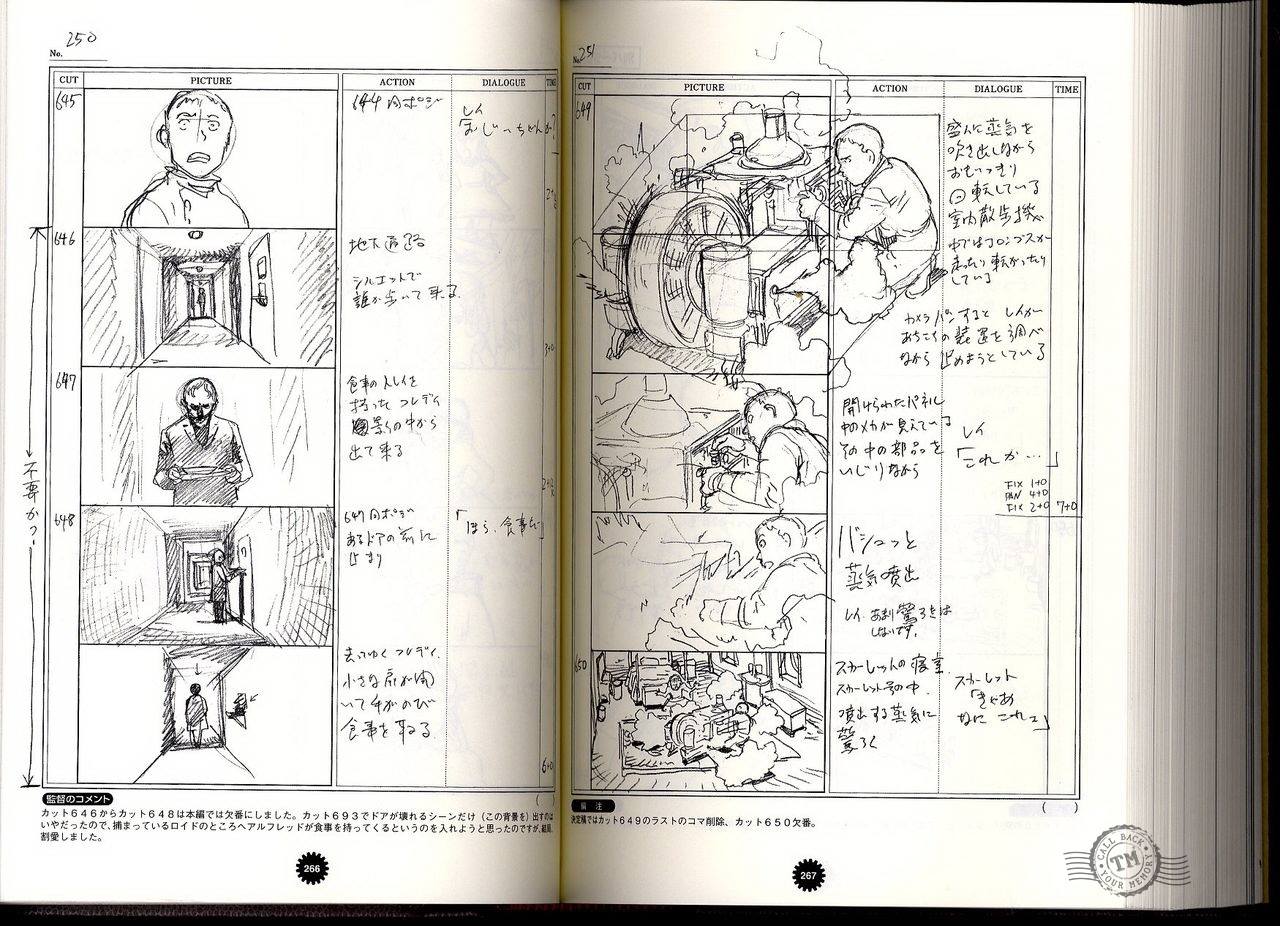 No. 250
CUT PICTURE ACTION DIALOGUE TIME
645
644同ポジ
レイ
「おじいちゃんが?
646
地下通路
シルエットで
誰か歩いて来る
3+0
647
食事のトレイを
持ったフレディ
出て来る
648
647同ポジ
あるドアの前に
止まり
「ほら、食事だ」
去ってゆくフレディ
小さな扉が開
いて手がのび
食事を取る
6+0
不要かっ
監督のコメント
カット646からカット648は本編では欠番にしました。カット693でドアが壊れるシーンだけ(この背景を)出すのは
いやだったので、捕まっているロイドのところへアルフレッドが食事を持ってくるというのを入れようと思ったのですが、結局、
割愛しました。
266
No. 251
CUT PICTURE ACTION DIALOGUE TIME
649
盛んに蒸気を
吹き出しながら
おもいっきり
回転している
室内散歩機
中ではコロンブスが
走ったり転がったり
している
カメラパンすると レイが
あちこちの装置を調べ
ながら止めようとしている
開けられたパネル
中のメカが見えている
その中の部品を
いじりながら
レイ
「これか…」
FIX 1+0
PAN 4+0
FIX 2+0 7+0
バシュッと
蒸気噴出
レイ あまり驚ろきは
しないす。
650
スカーレットの寝室
スカーレットその中、
噴出する蒸気に
驚ろく
スカーレット
「きゃあ
なに これェ」
備 注
決定稿ではカット649のラストのコマ削除、カット650欠番。
267
CALL BACK
TM
YOUR MEMORY